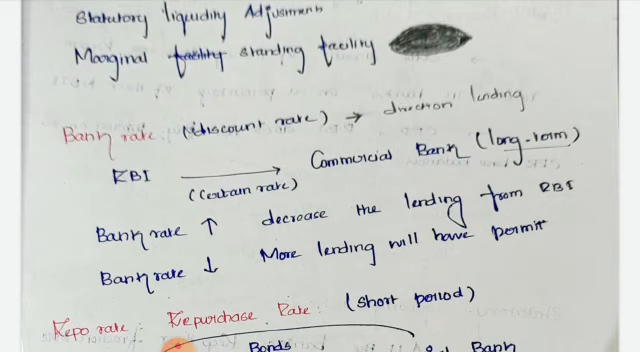 Statutory liquidity Adjustments
Marginal facility standing facility
Bank rate (discount rate) → direction lending
RBI → Commercial Bank (long-term)
(Certain rate)
Bank rate ↑ decrease the lending from RBI
Bank rate ↓ More lending will have permit
Repo rate: Repurchase Rate: (short period)
Bonds Bank